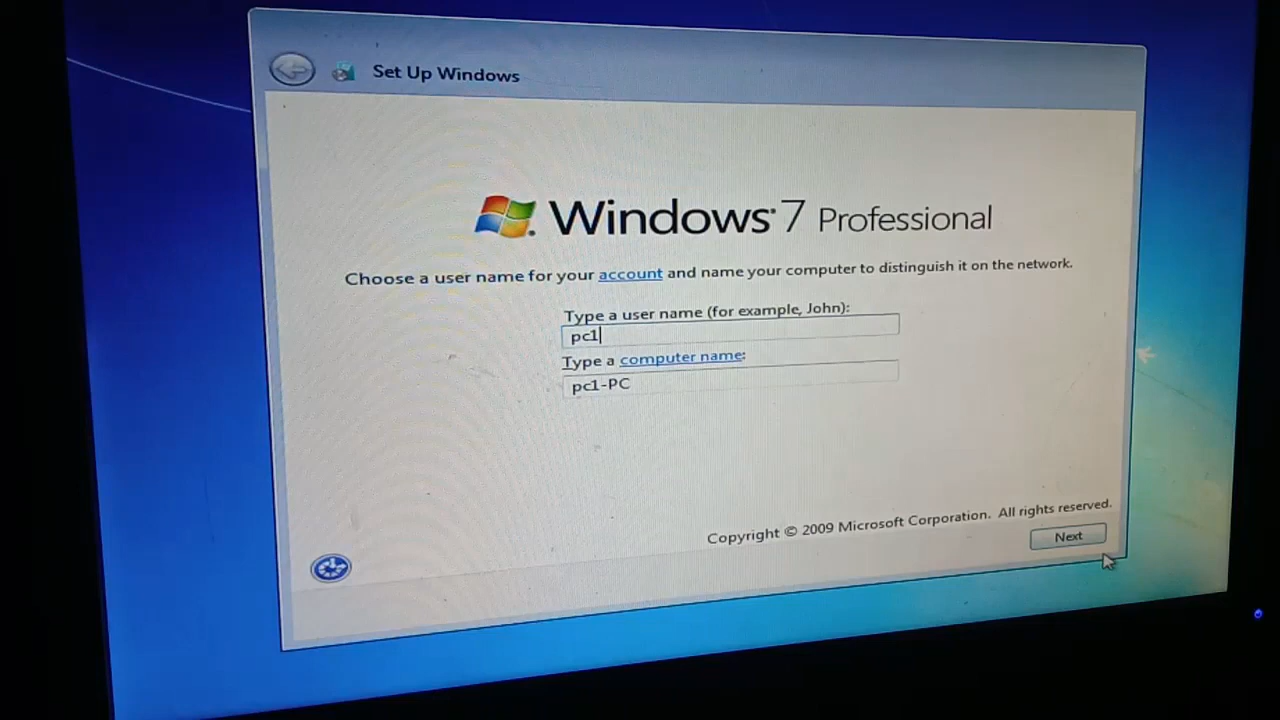 Set Up Windows
Windows 7 Professional
Choose a user name for your account and name your computer to distinguish it on the network.
Type a user name (for example, John):
pc1
Type a computer name:
pc1-PC
Copyright © 2009 Microsoft Corporation. All rights reserved.
Next